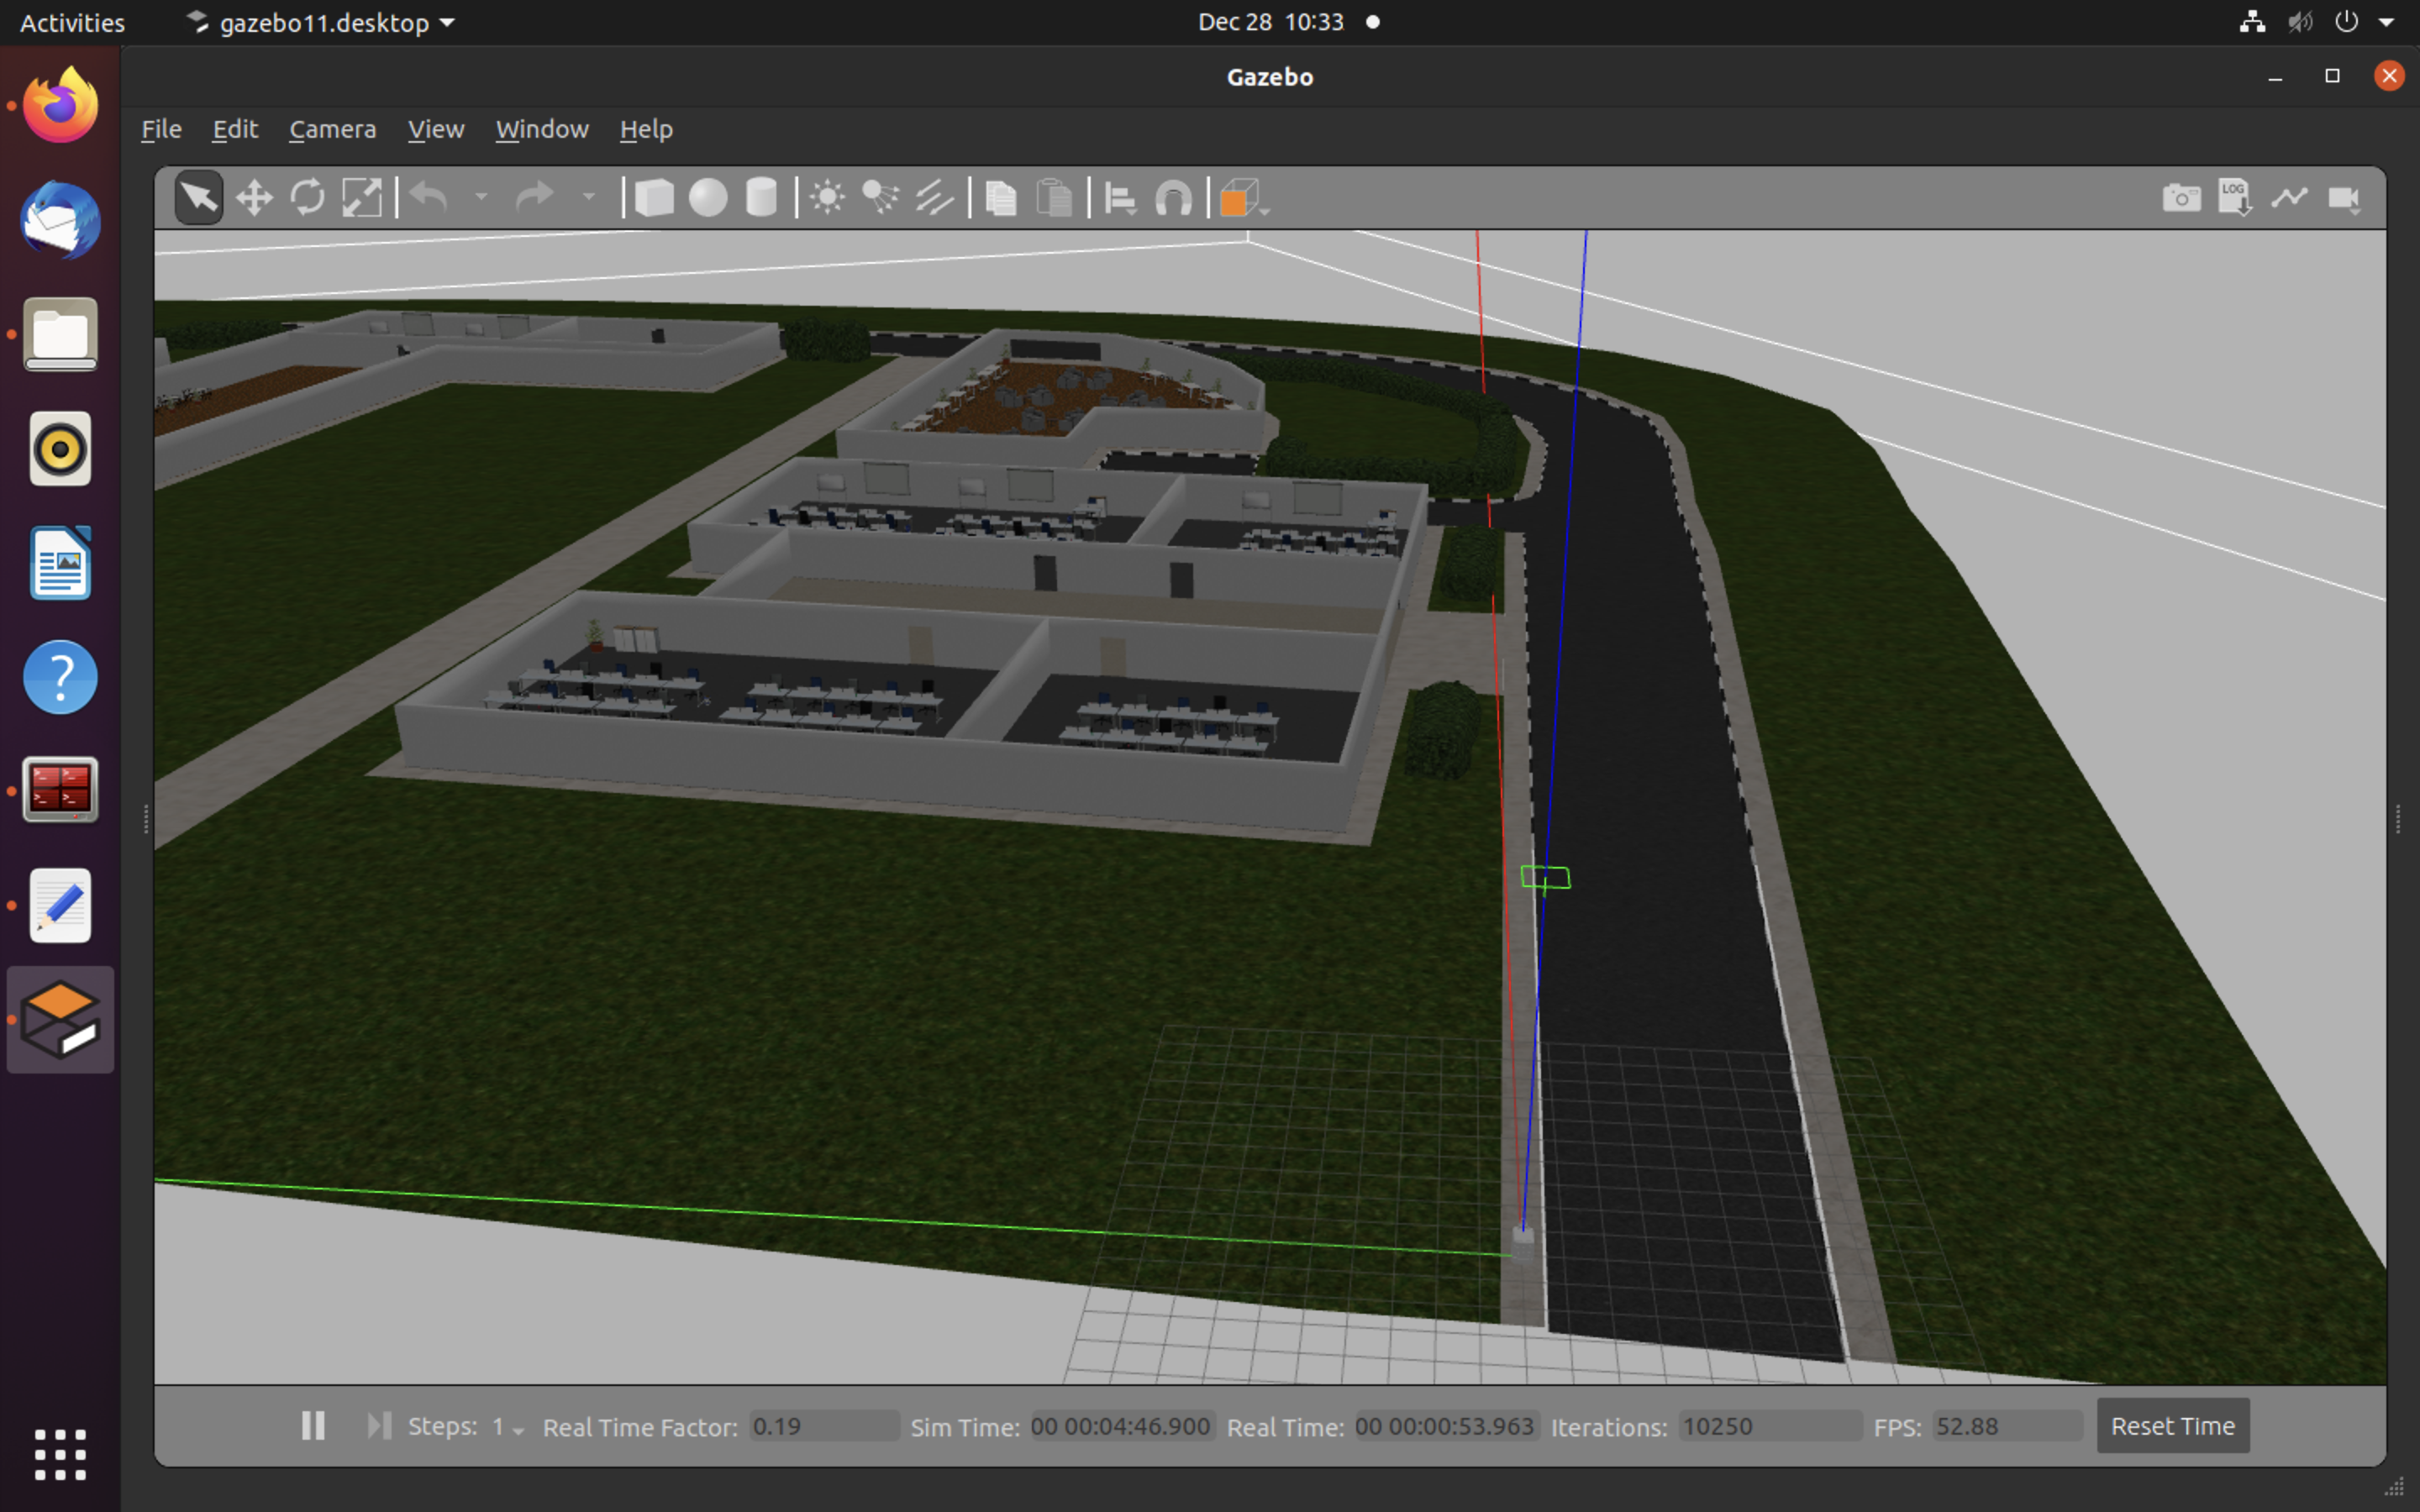 Activities
gazebo11.desktop
Dec 28 10:33
Gazebo
File Edit Camera View Window Help
LOG
?
Steps: 1 Real Time Factor: 0.19 Sim Time: 00 00:04:46.900 Real Time: 00 00:00:53.963 Iterations: 10250 FPS: 52.88 Reset Time